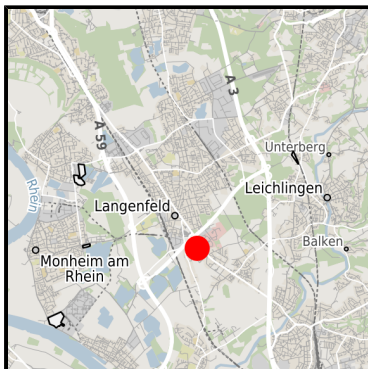 A 3
A 59
Unterberg
Leichlingen
Rhein
Langenfeld
Balken
Monheim am
Rhein